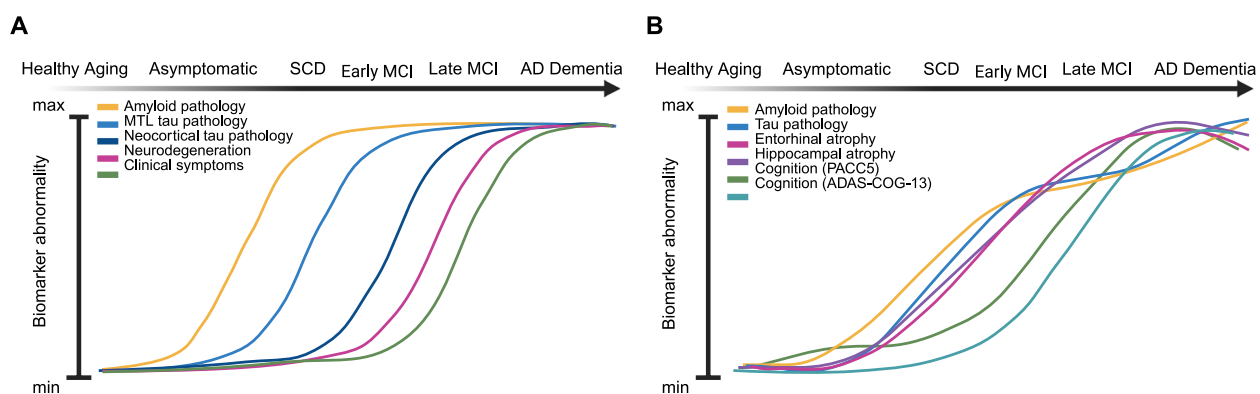 A
Healthy Aging Asymptomatic SCD Early MCI Late MCI AD Dementia
max
Amyloid pathology
MTL tau pathology
Neocortical tau pathology
Neurodegeneration
Clinical symptoms
Biomarker abnormality
min
B
Healthy Aging Asymptomatic SCD Early MCI Late MCI AD Dementia
max
Amyloid pathology
Tau pathology
Entorhinal atrophy
Hippocampal atrophy
Cognition (PACC5)
Cognition (ADAS-COG-13)
Biomarker abnormality
min